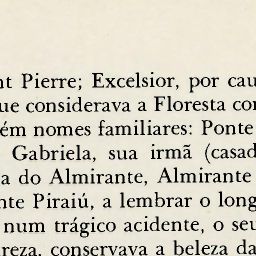 nt Pierre; Excelsior, por cau
ue considerava a Floresta co
ém nomes familiares: Ponte
Gabriela, sua irmã (casad
a do Almirante, Almirante
nte Piraiú, a lembrar o long
num trágico acidente, o seu
reza, conservava a beleza da